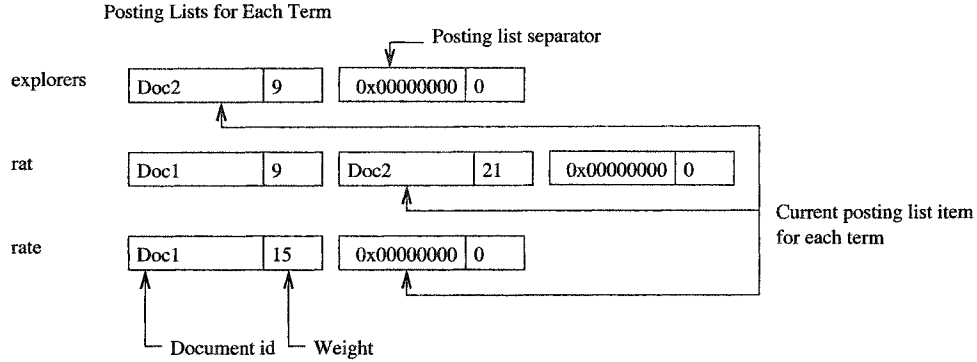 Posting Lists for Each Term
Posting list separator
explorers Doc2 9 0x00000000 0
rat Doc1 9 Doc2 21 0x00000000 0
Current posting list item
for each term
rate Doc1 15 0x00000000 0
Document id Weight